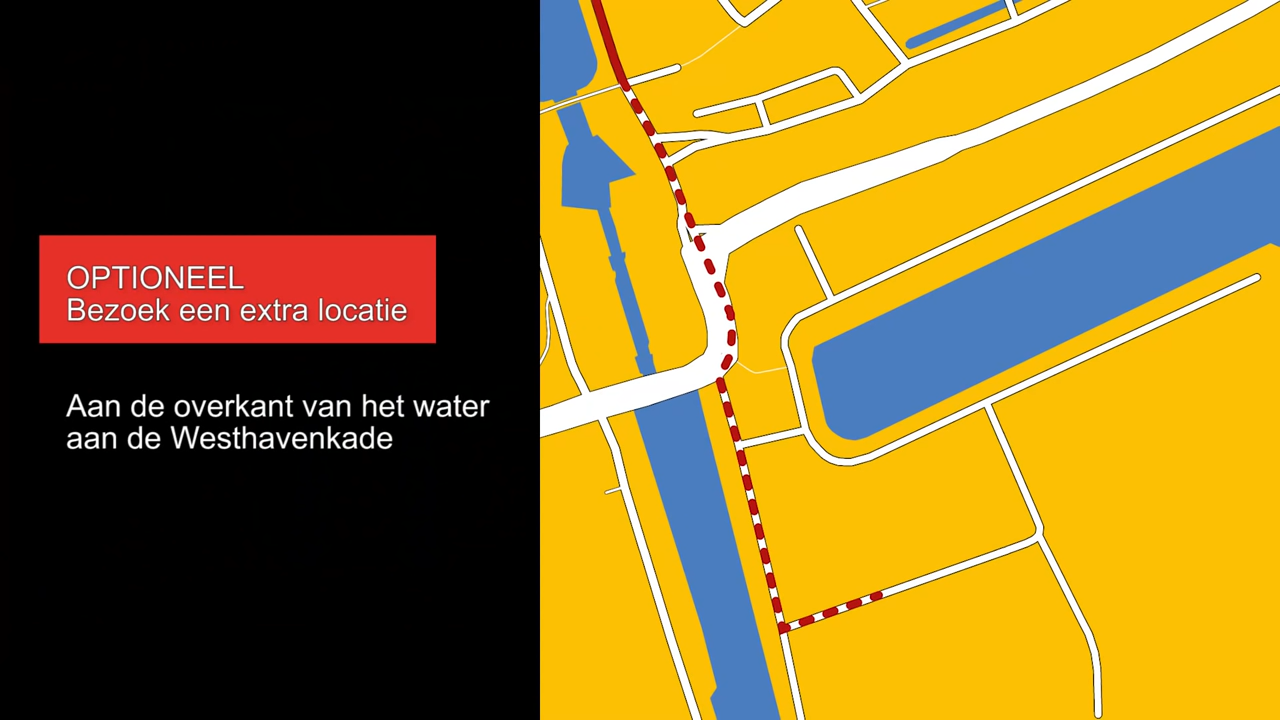 OPTIONEEL
Bezoek een extra locatie
Aan de overkant van het water
aan de Westhavenkade